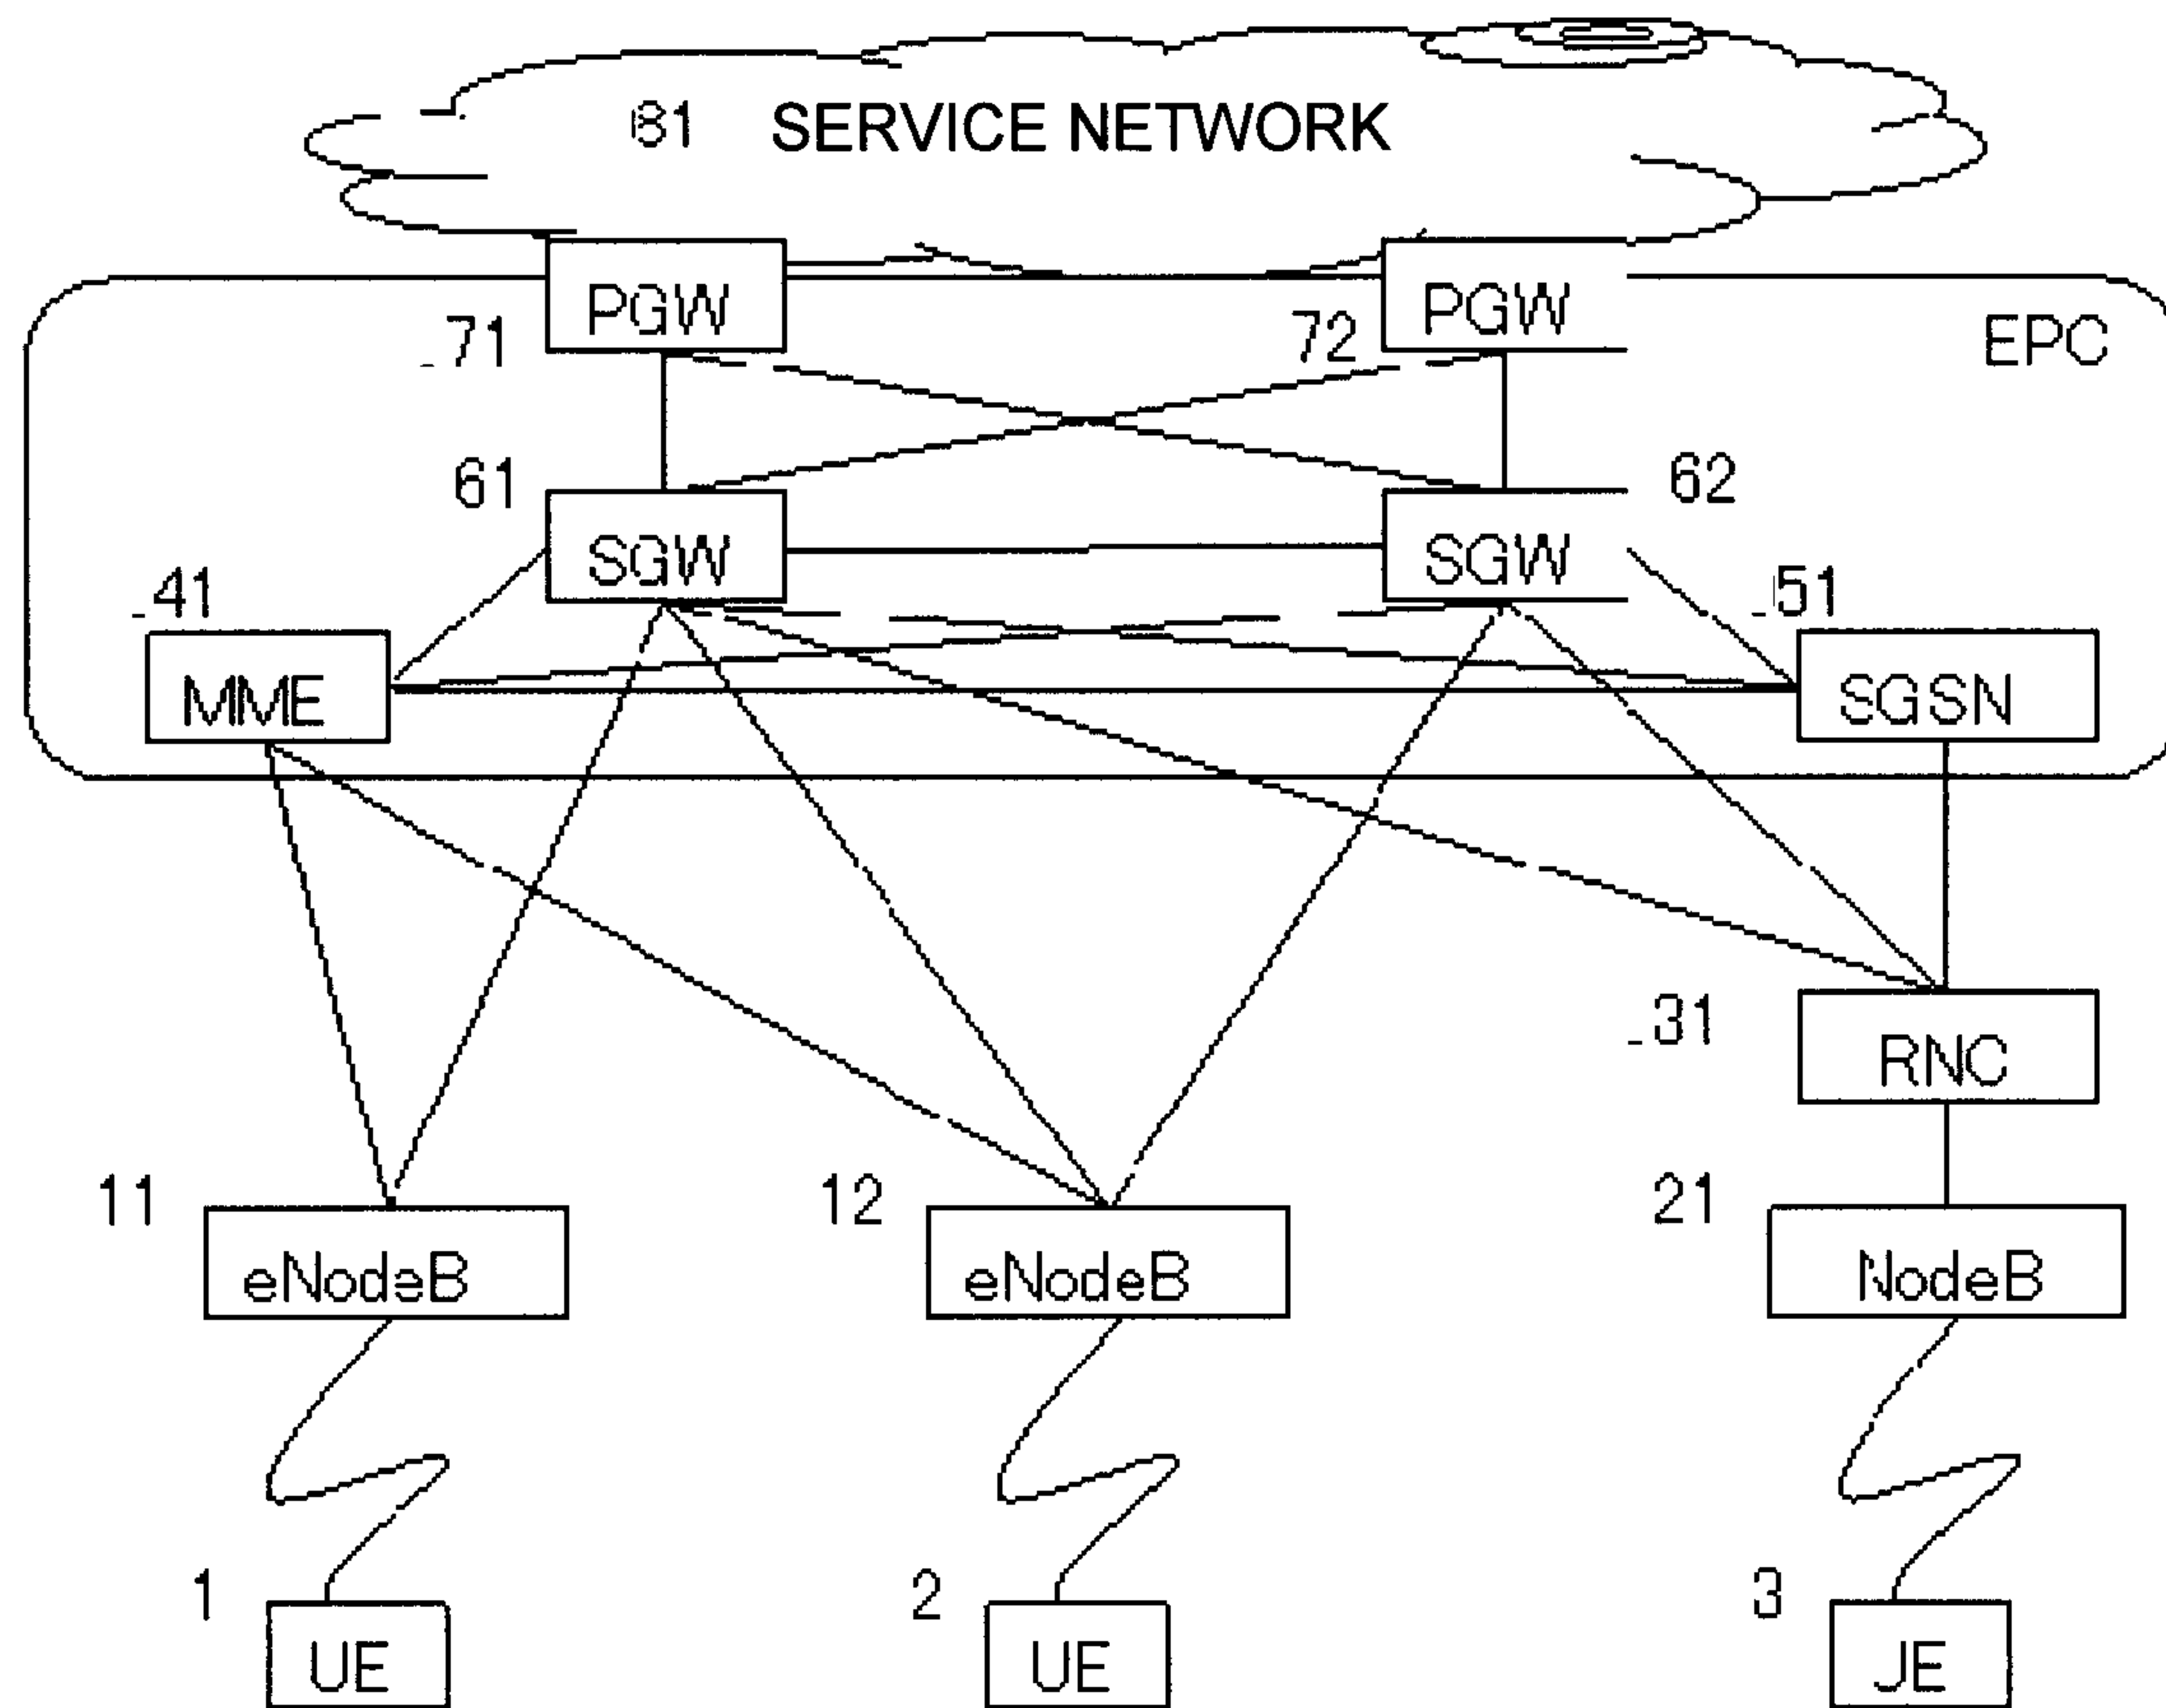 81 SERVICE NETWORK
PGW PGW
71 72 EPC
61 62
SGW SGW
41 51
MME SGSN
31
RNC
11 12 21
eNodeB eNodeB NodeB
1 2 3
UE UE JE